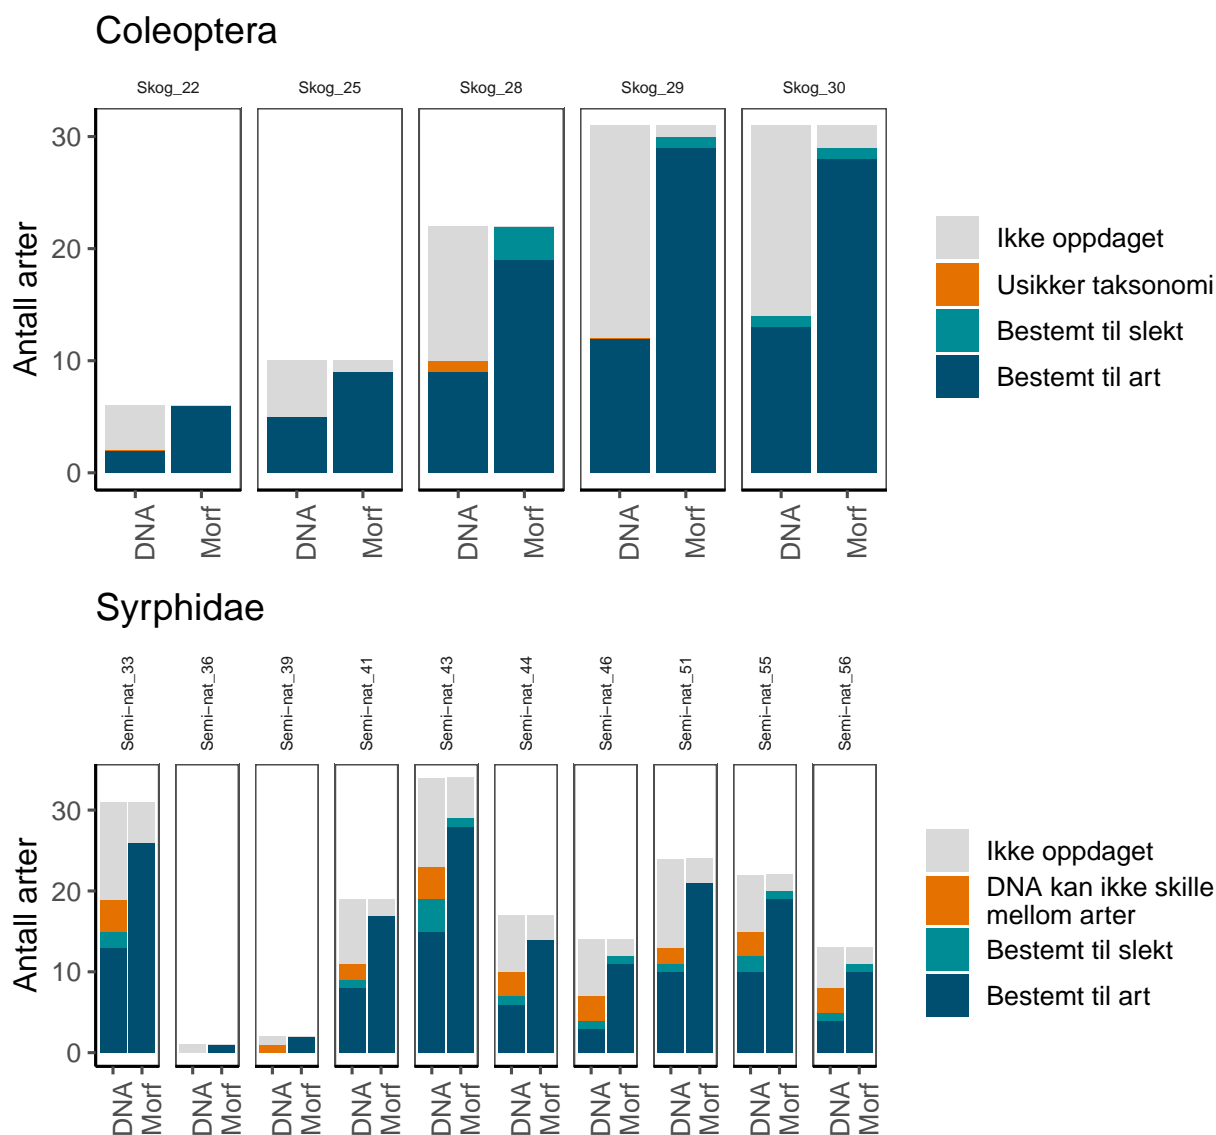 Coleoptera
Skog_22
Skog_25
Skog_28
Skog_29
Skog_30
Antall arter
30
20
10
0
DNA
Morf
DNA
Morf
DNA
Morf
DNA
Morf
DNA
Morf
Ikke oppdaget
Usikker taksonomi
Bestemt til slekt
Bestemt til art
Syrphidae
Semi−nat_33
Semi−nat_36
Semi−nat_39
Semi−nat_41
Semi−nat_43
Semi−nat_44
Semi−nat_46
Semi−nat_51
Semi−nat_55
Semi−nat_56
Antall arter
30
20
10
0
DNA
Morf
DNA
Morf
DNA
Morf
DNA
Morf
DNA
Morf
DNA
Morf
DNA
Morf
DNA
Morf
DNA
Morf
DNA
Morf
Ikke oppdaget
DNA kan ikke skille
mellom arter
Bestemt til slekt
Bestemt til art